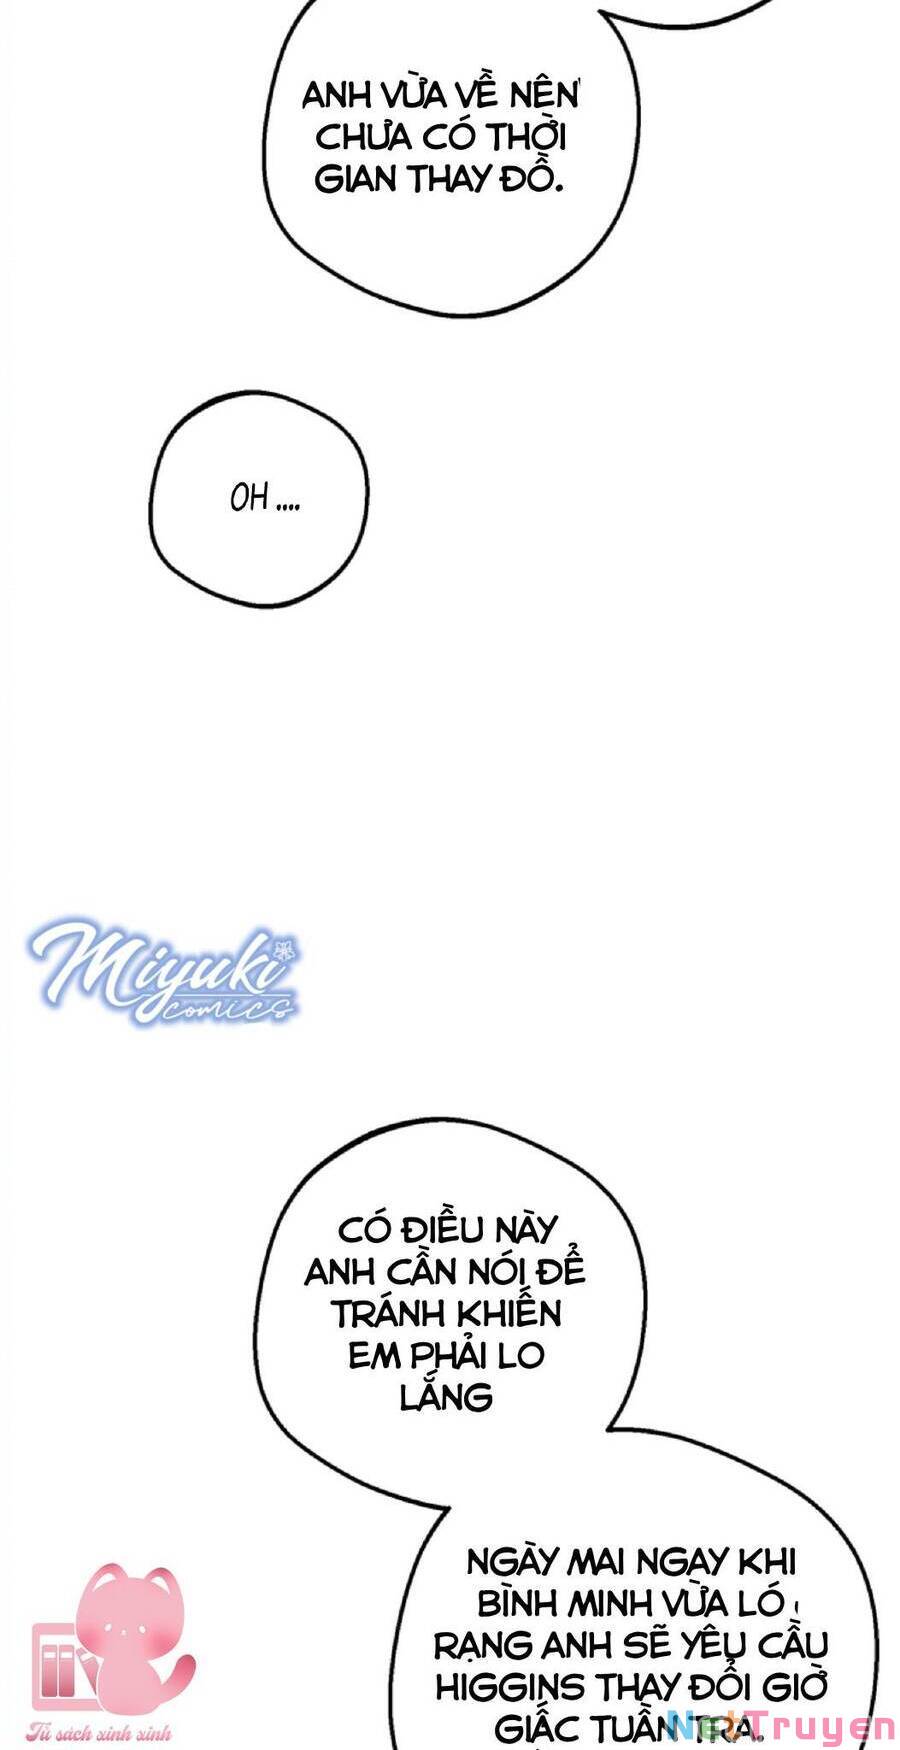 ANH VỪA VỀ NÊN
CHƯA CÓ THỜI
GIAN THAY ĐỒ.
OH ....
Miyuki
comics
CÓ ĐIỀU NÀY
ANH CẦN NÓI ĐỂ
TRÁNH KHIẾN
EM PHẢI LO
LẮNG
NGÀY MAI NGAY KHI
BÌNH MINH VỪA LÓ
RẠNG ANH SẼ YÊU CẦU
HIGGINS THAY ĐỔI GIỜ
GIẤC TUẦN TRA.
Tủ sách xinh xinh
NetTruyen